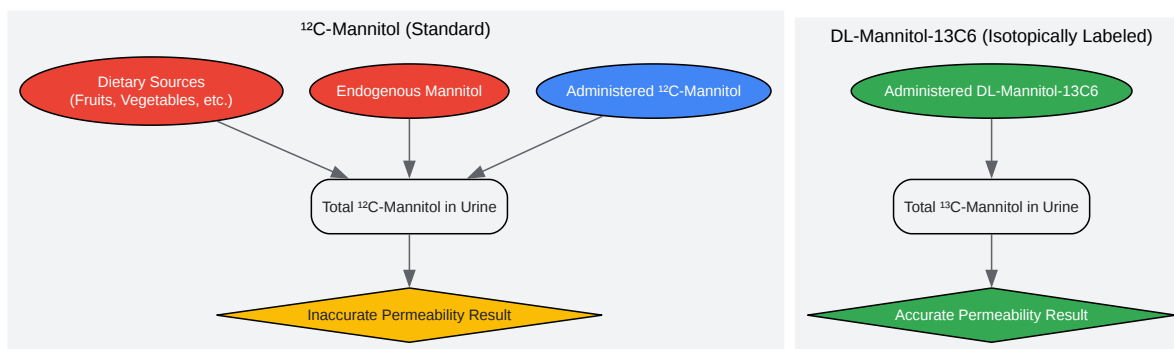 ¹²C-Mannitol (Standard)
DL-Mannitol-13C6 (Isotopically Labeled)
Dietary Sources
(Fruits, Vegetables, etc.)
Endogenous Mannitol
Administered ¹²C-Mannitol
Administered DL-Mannitol-13C6
Total ¹²C-Mannitol in Urine
Total ¹³C-Mannitol in Urine
Inaccurate Permeability Result
Accurate Permeability Result